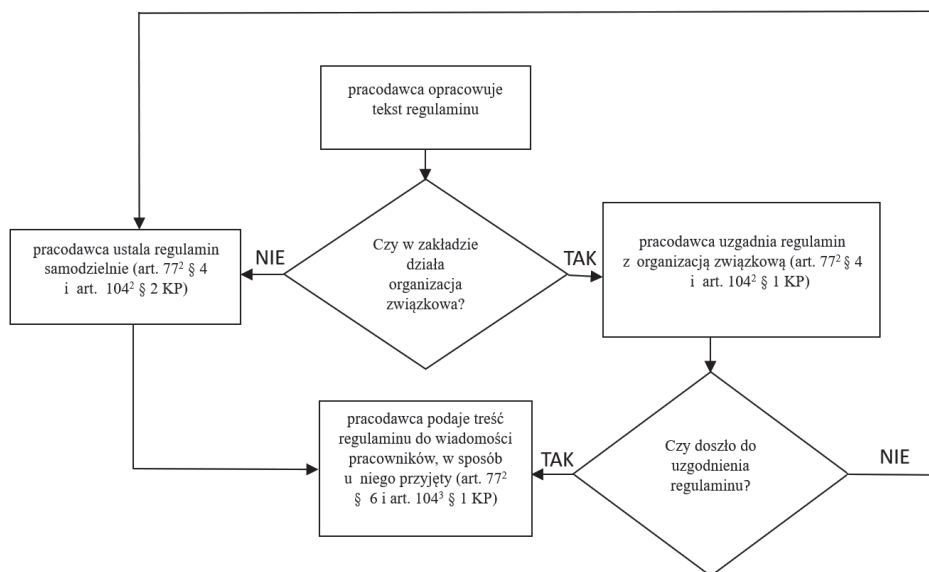 pracodawca opracowuje
tekst regulaminu
Czy w zakładzie
działa
organizacja
związkowa?
NIE
TAK
pracodawca ustala regulamin
samodzielnie (art. 77² § 4
i art. 104² § 2 KP)
pracodawca uzgadnia regulamin
z organizacją związkową (art. 77² § 4
i art. 104² § 1 KP)
pracodawca podaje treść
regulaminu do wiadomości
pracowników, w sposób
u niego przyjęty (art. 77²
§ 6 i art. 104³ § 1 KP)
TAK
Czy doszło do
uzgodnienia
regulaminu?
NIE